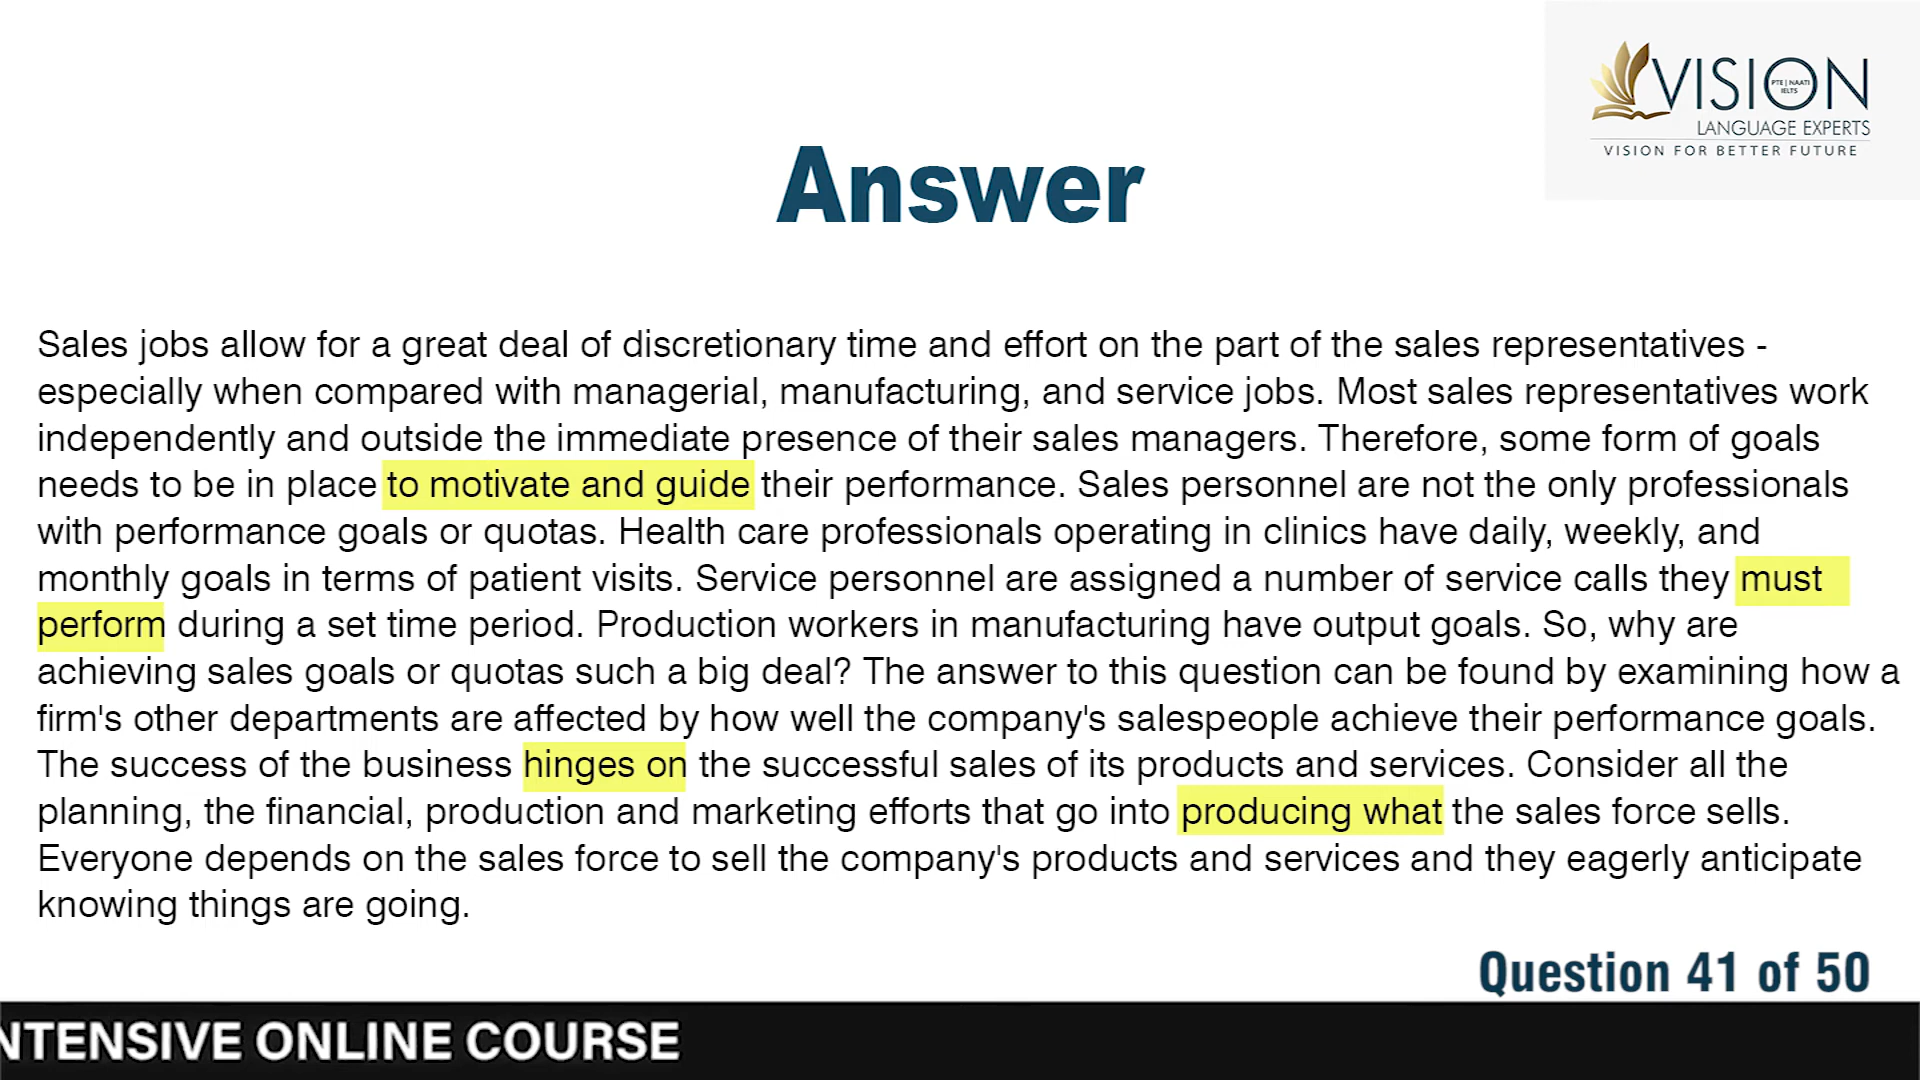 VISION
PTE | NAATI
IELTS
LANGUAGE EXPERTS
VISION FOR BETTER FUTURE
Answer
Sales jobs allow for a great deal of discretionary time and effort on the part of the sales representatives -
especially when compared with managerial, manufacturing, and service jobs. Most sales representatives work
independently and outside the immediate presence of their sales managers. Therefore, some form of goals
needs to be in place to motivate and guide their performance. Sales personnel are not the only professionals
with performance goals or quotas. Health care professionals operating in clinics have daily, weekly, and
monthly goals in terms of patient visits. Service personnel are assigned a number of service calls they must
perform during a set time period. Production workers in manufacturing have output goals. So, why are
achieving sales goals or quotas such a big deal? The answer to this question can be found by examining how a
firm's other departments are affected by how well the company's salespeople achieve their performance goals.
The success of the business hinges on the successful sales of its products and services. Consider all the
planning, the financial, production and marketing efforts that go into producing what the sales force sells.
Everyone depends on the sales force to sell the company's products and services and they eagerly anticipate
knowing things are going.
Question 41 of 50
NTENSIVE ONLINE COURSE